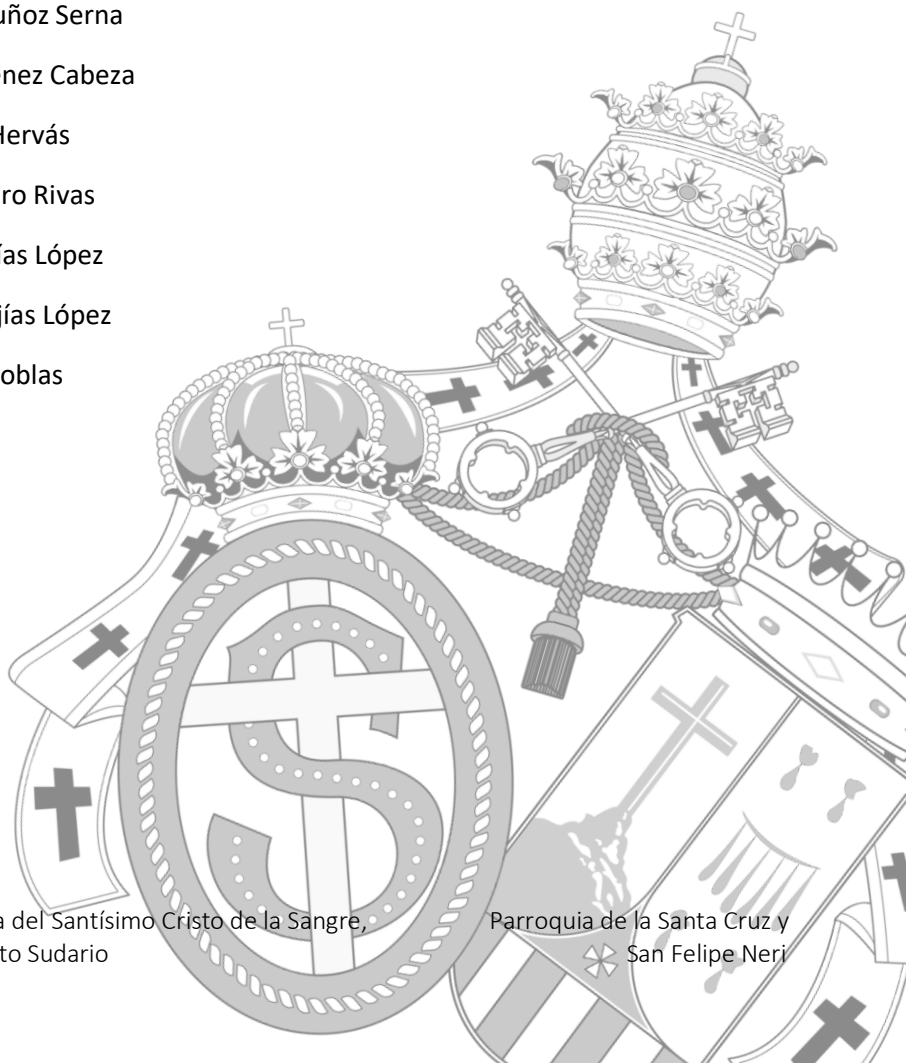 uñoz Serna
énez Cabeza
Hervás
ro Rivas
ías López
jías López
oblas
a del Santísimo Cristo de la Sangre,
to Sudario
Parroquia de la Santa Cruz y
San Felipe Neri